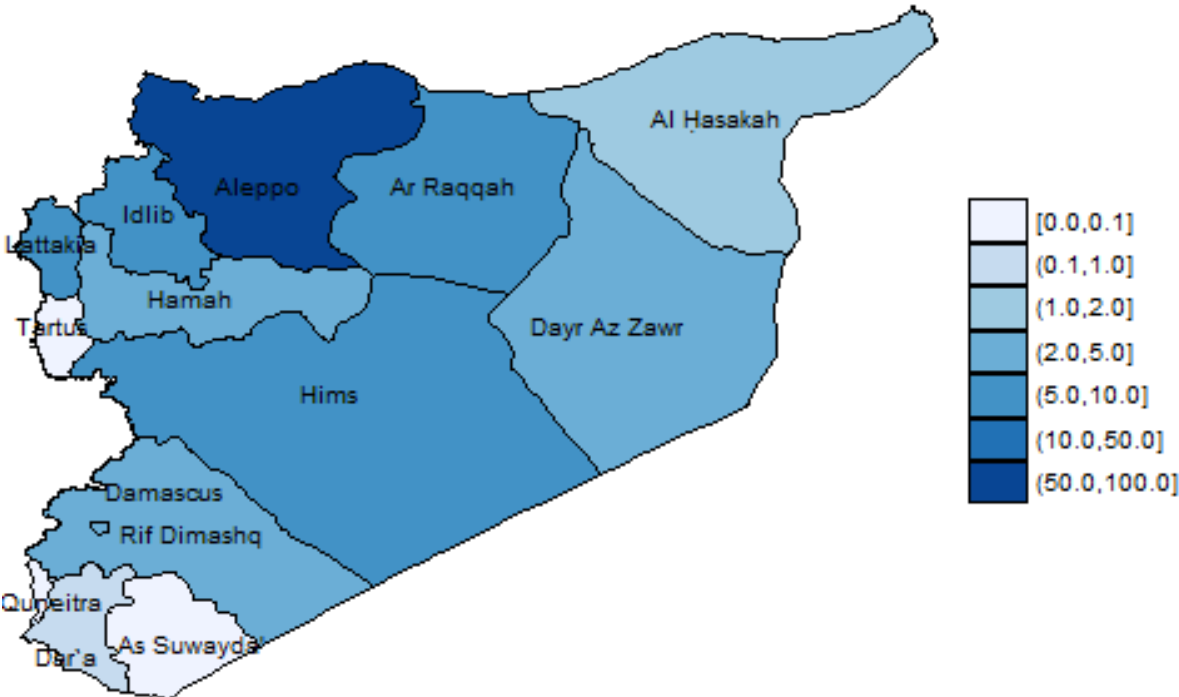 Al Ḥasakah
Aleppo
Ar Raqqah
Idlib
Lattakia
Hamah
Tartus
Dayr Az Zawr
Hims
Damascus
Rif Dimashq
Quneitra
As Suwayda'
Dar`a
[0.0,0.1]
(0.1,1.0]
(1.0,2.0]
(2.0,5.0]
(5.0,10.0]
(10.0,50.0]
(50.0,100.0]